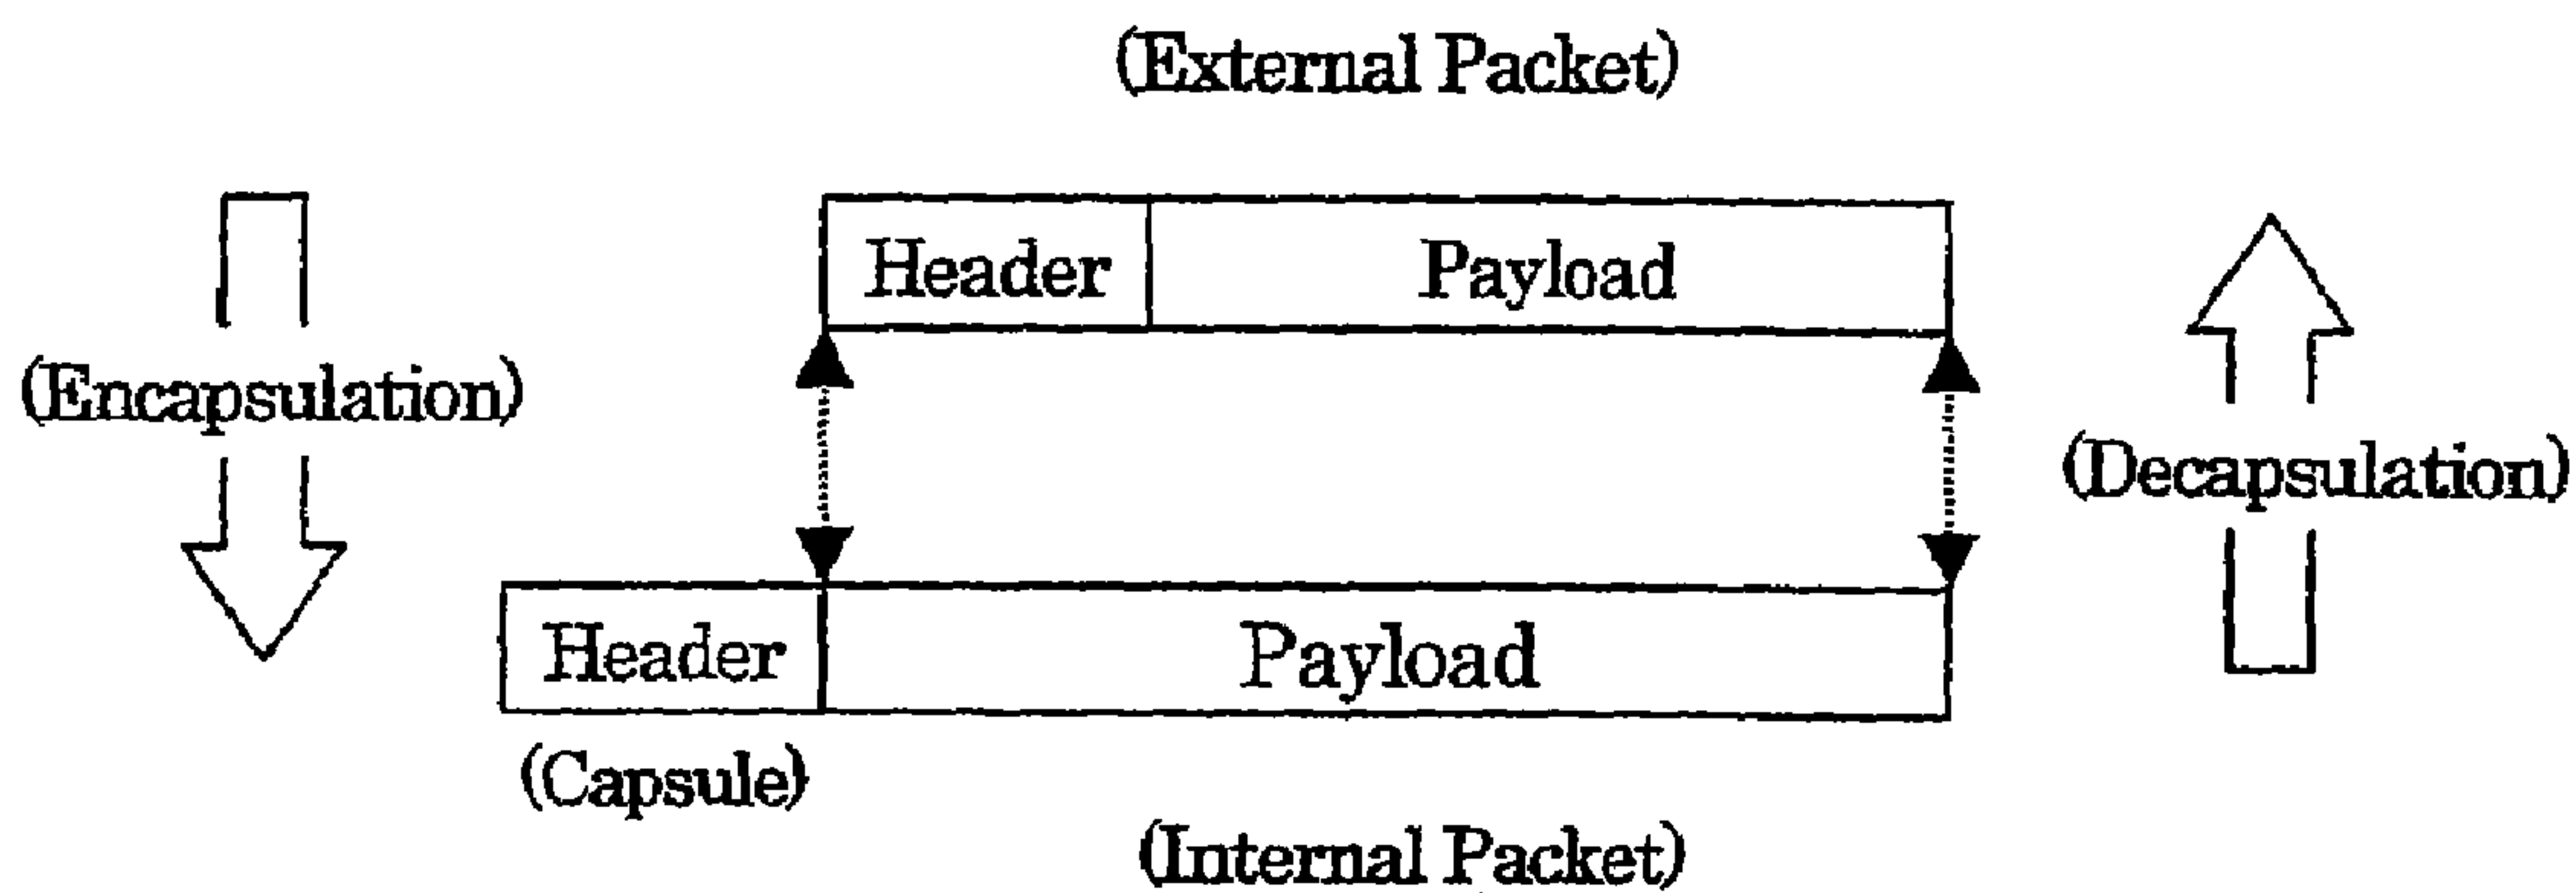 (External Packet)
Header Payload
(Encapsulation)
(Decapsulation)
Header Payload
(Capsule)
(Internal Packet)